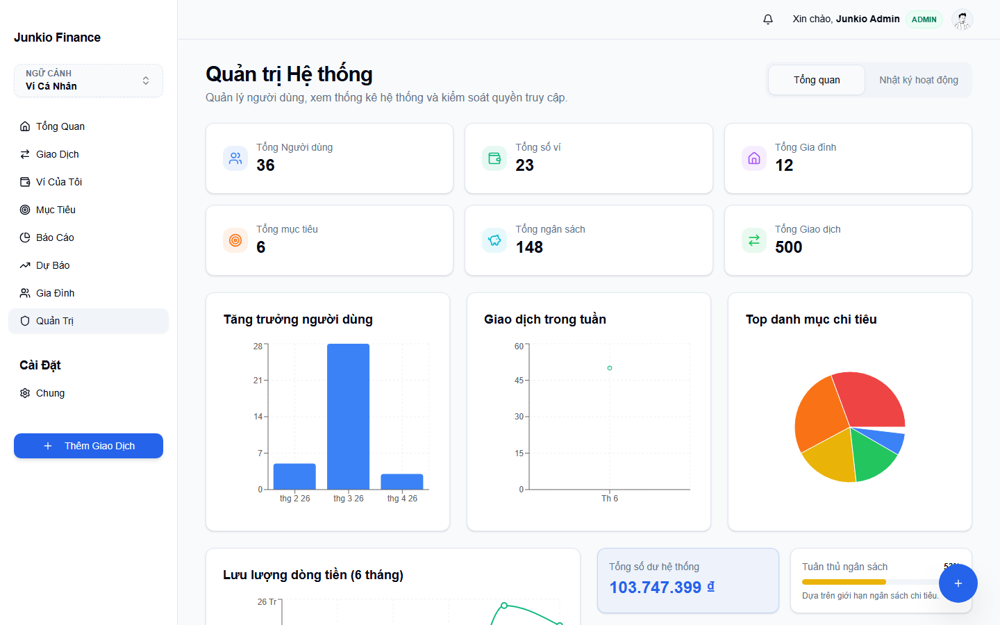 Junkio Finance
NGỮ CẢNH
Ví Cá Nhân
Tổng Quan
Giao Dịch
Ví Của Tôi
Mục Tiêu
Báo Cáo
Dự Báo
Gia Đình
Quản Trị
Cài Đặt
Chung
Thêm Giao Dịch
Xin chào, Junkio Admin ADMIN
Quản trị Hệ thống
Quản lý người dùng, xem thống kê hệ thống và kiểm soát quyền truy cập.
Tổng quan Nhật ký hoạt động
Tổng Người dùng
36
Tổng số ví
23
Tổng Gia đình
12
Tổng mục tiêu
6
Tổng ngân sách
148
Tổng Giao dịch
500
Tăng trưởng người dùng
28
21
14
7
0
thg 2 26 thg 3 26 thg 4 26
Giao dịch trong tuần
60
45
30
15
0
Th 6
Top danh mục chi tiêu
Lưu lượng dòng tiền (6 tháng)
26 Tr
Tổng số dư hệ thống
103.747.399 ₫
Tuân thủ ngân sách
Dựa trên giới hạn ngân sách chi tiêu.